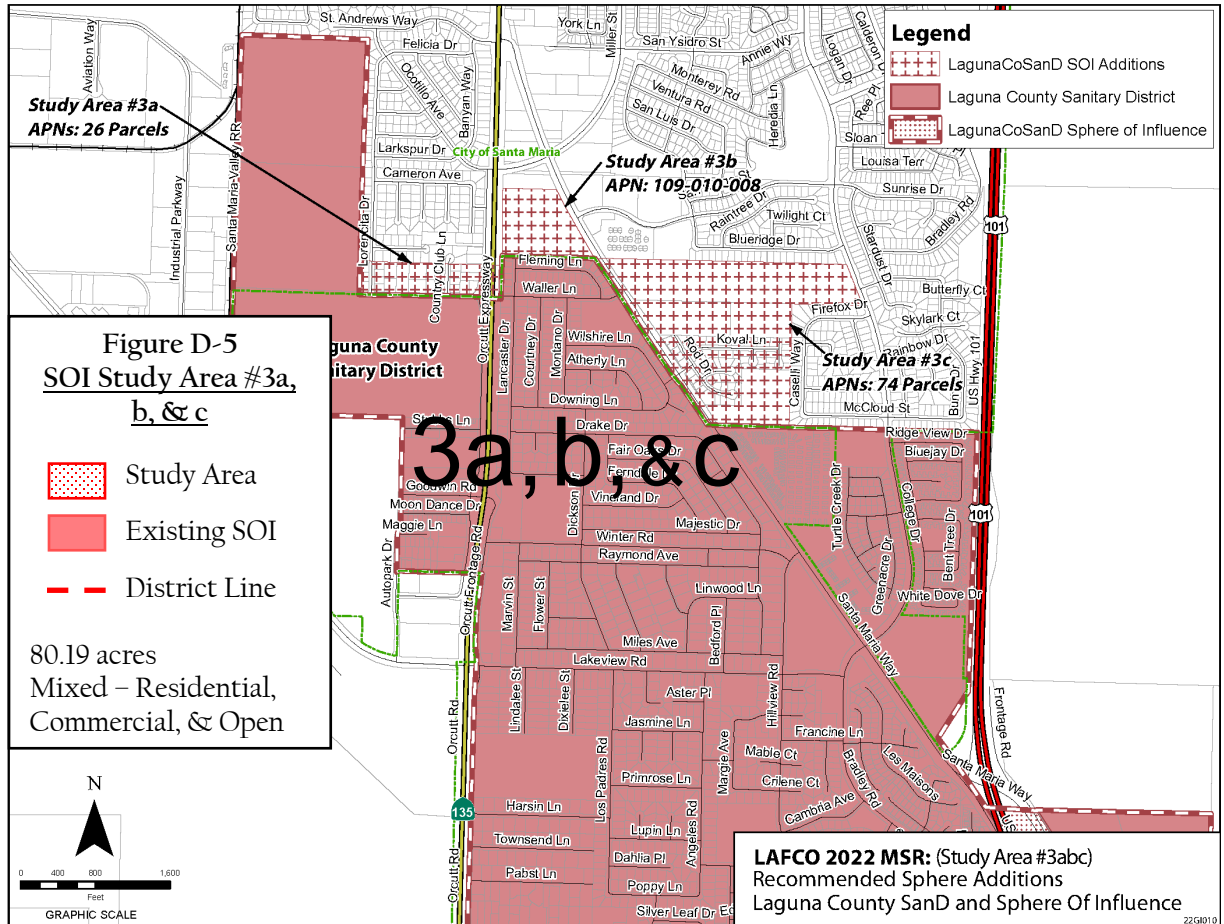 St. Andrews Way
York Ln
Miller St
San Ysidro St
Annie Wy
Logan Dr
Aviation Way
Felicia Dr
Ocotillo Ave
Banyan Way
Monterey Rd
Ventura Rd
San Luis Dr
Heredia Ln
Ree Pl
Sloan
Louisa Terr
Legend
LagunaCoSanD SOI Additions
Laguna County Sanitary District
LagunaCoSanD Sphere of Influence
Study Area #3a
APNs: 26 Parcels
Santa Maria Valley RR
Industrial Parkway
Larkspur Dr
City of Santa Maria
Cameron Ave
Lorencita Dr
Country Club Ln
Orcutt Expressway
Study Area #3b
APN: 109-010-008
Raintree Dr
Twilight Ct
Blueridge Dr
Sunrise Dr
Bradley Rd
Stardust Dr
101
Butterfly Ct
Firefox Dr
Skylark Ct
Rainbow Dr
US Hwy 101
Fleming Ln
Waller Ln
Lancaster Dr
Courtney Dr
Montano Dr
Wilshire Ln
Atherly Ln
Rod Dr
Koval Ln
Caselli Way
Study Area #3c
APNs: 74 Parcels
McCloud St
Ridge View Dr
Bluejay Dr
Figure D-5
SOI Study Area #3a,
b, & c
Study Area
Existing SOI
District Line
80.19 acres
Mixed – Residential,
Commercial, & Open
guna County
nitary District
Downing Ln
Drake Dr
3a, b, & c
Goodwin Rd
Moon Dance Dr
Maggie Ln
Autopark Dr
Orcutt Frontage Rd
Vineland Dr
Majestic Dr
Winter Rd
Raymond Ave
Turtle Creek Dr
College Dr
Greenacre Dr
Bent Tree Dr
White Dove Dr
101
Marvin St
Flower St
Linwood Ln
Miles Ave
Bedford Pl
Lakeview Rd
Santa Maria Way
Lindalee St
Dixielee St
Aster Pl
Jasmine Ln
Hillview Rd
Francine Ln
Margie Ave
Mable Ct
Les Maisons
Orcutt Rd
Los Padres Rd
Primrose Ln
Crilene Ct
Bradley Rd
Frontage Rd
Santa Maria Way
Cambria Ave
US
135
Harsin Ln
Townsend Ln
Pabst Ln
Lupin Ln
Angeles Rd
Dahlia Pl
Poppy Ln
Silver Leaf Dr
Orcutt Rd
N
0 400 800 1,600
Feet
GRAPHIC SCALE
LAFCO 2022 MSR: (Study Area #3abc)
Recommended Sphere Additions
Laguna County SanD and Sphere Of Influence
22GI010